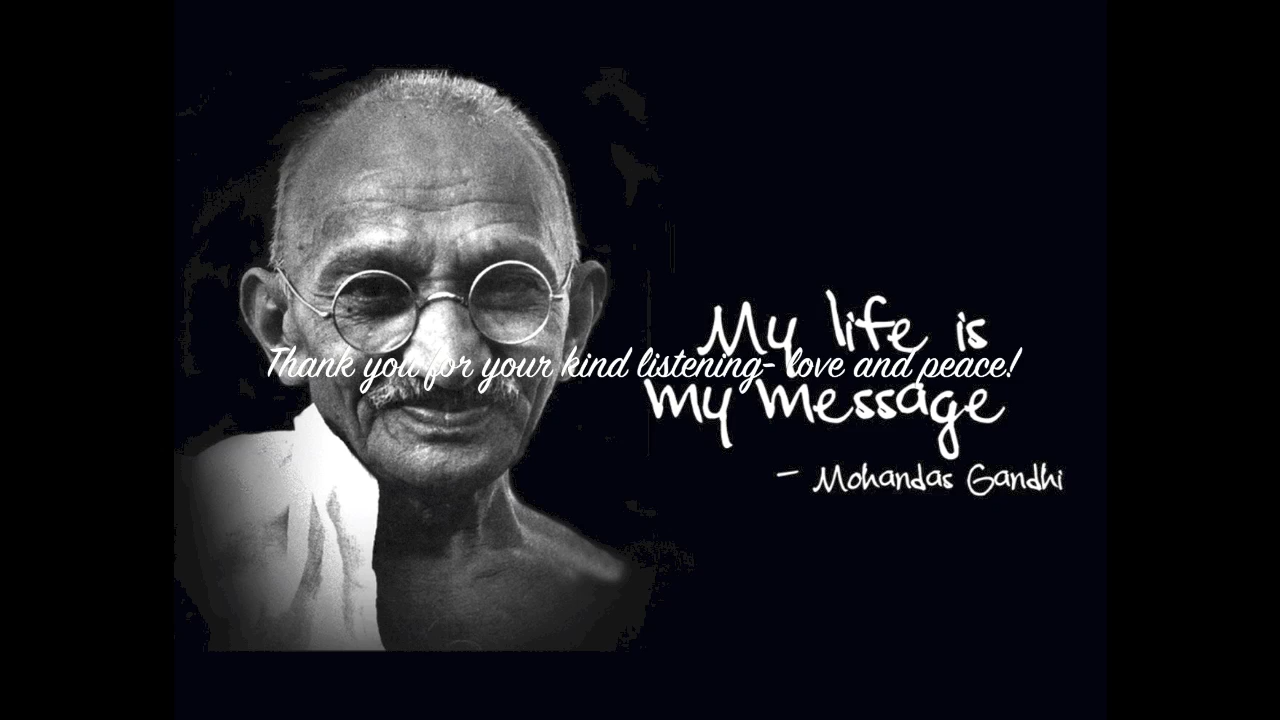 My life is
Thank you for your kind listening- love and peace!
my message
- Mohandas Gandhi